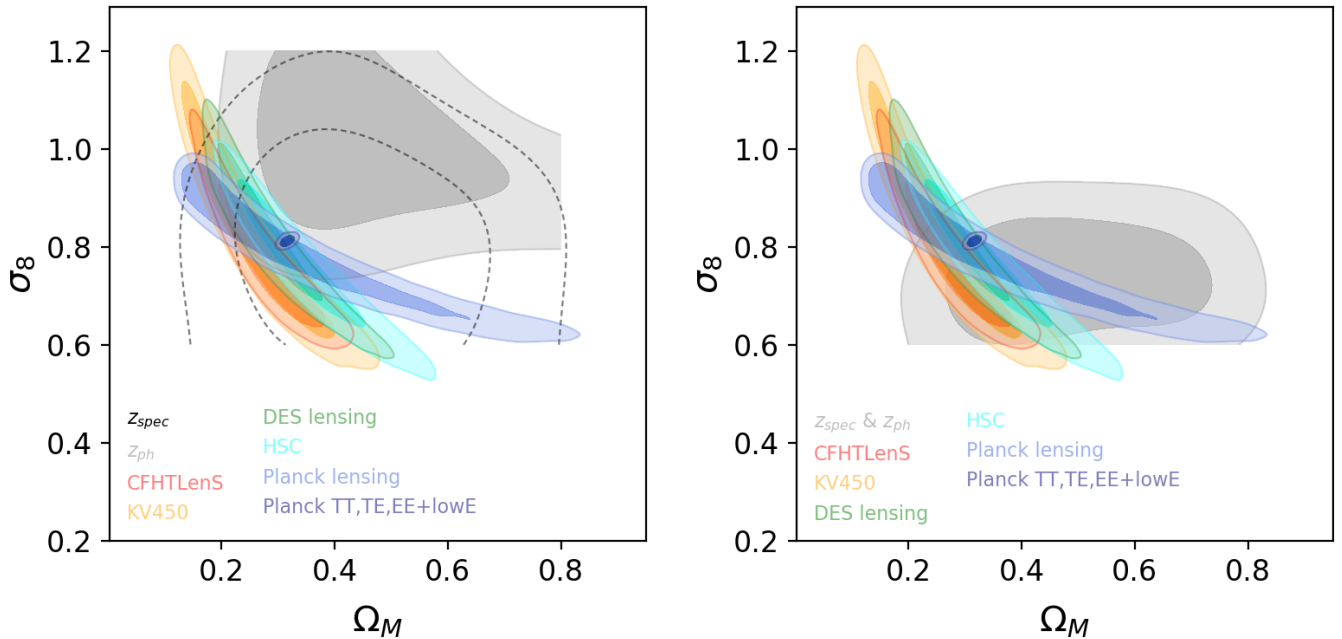 1.2
1.0
0.8
0.6
0.4
0.2
σ8
0.2 0.4 0.6 0.8
ΩM
zspec
zph
CFHTLenS
KV450
DES lensing
HSC
Planck lensing
Planck TT,TE,EE+lowE
1.2
1.0
0.8
0.6
0.4
0.2
σ8
0.2 0.4 0.6 0.8
ΩM
zspec & zph
CFHTLenS
KV450
DES lensing
HSC
Planck lensing
Planck TT,TE,EE+lowE